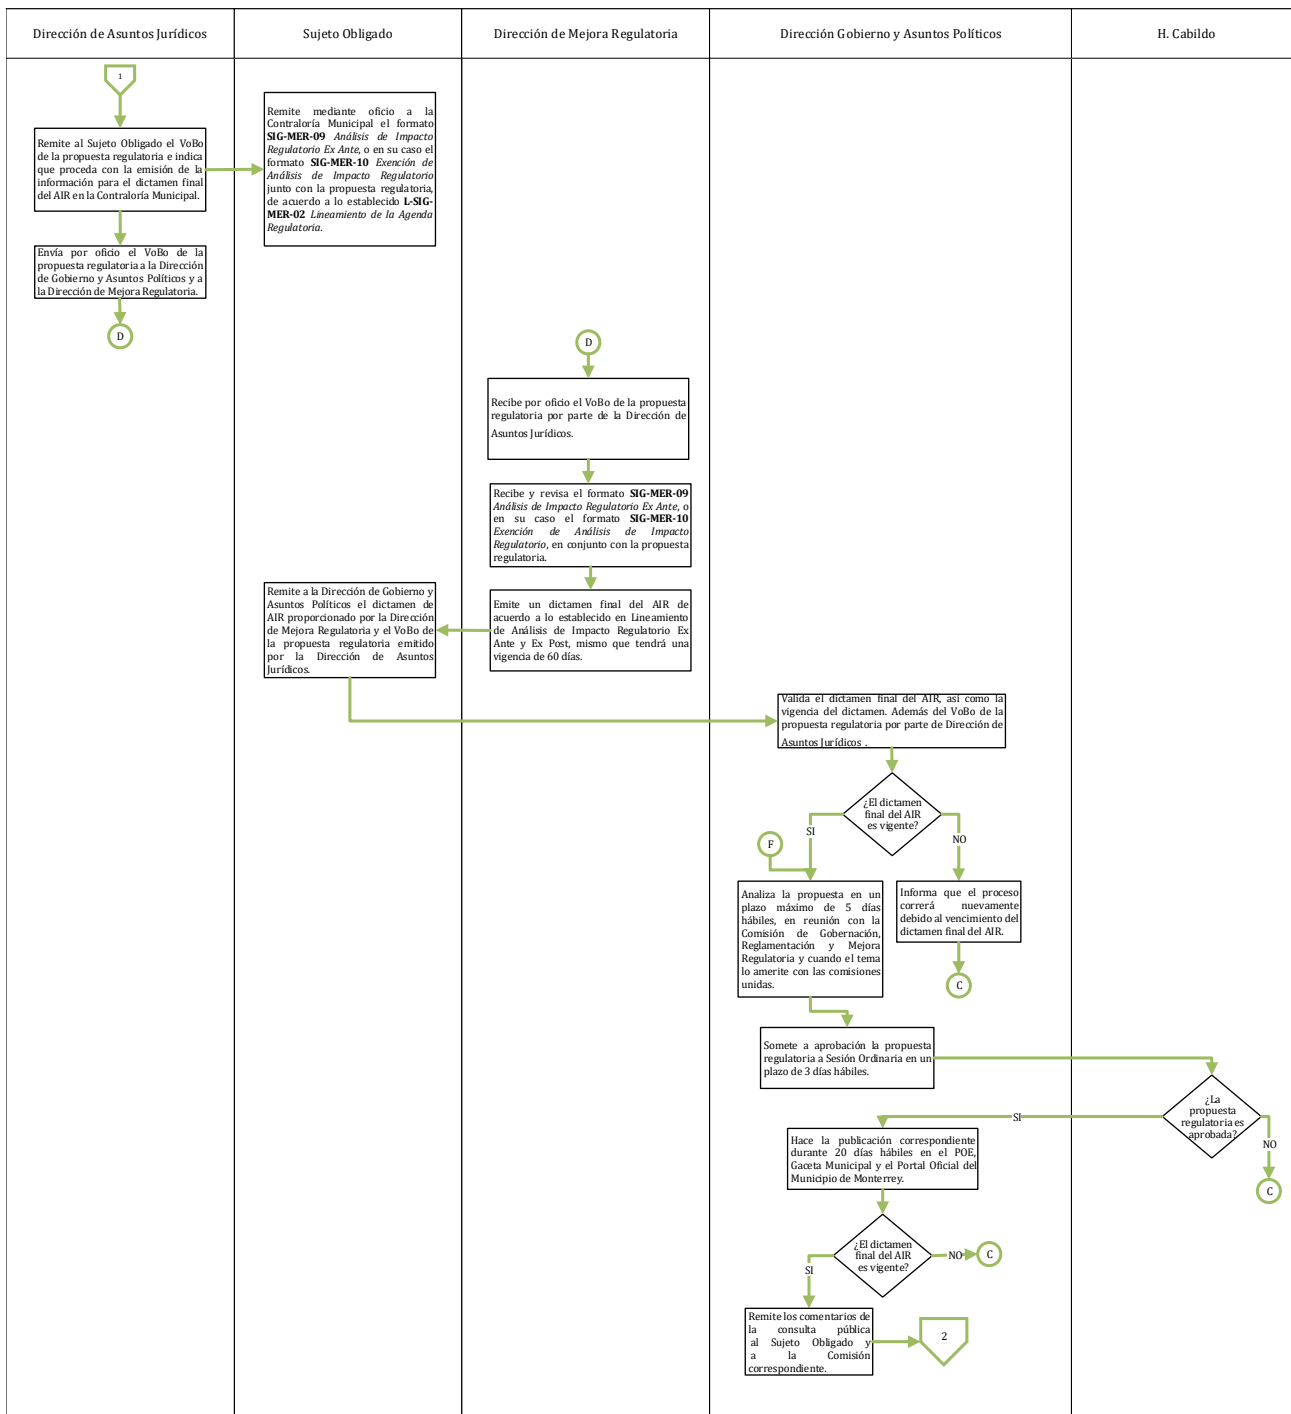 Dirección de Asuntos Jurídicos
Sujeto Obligado
Dirección de Mejora Regulatoria
Dirección Gobierno y Asuntos Políticos
H. Cabildo
1
Remite al Sujeto Obligado el VoBo
de la propuesta regulatoria e indica
que proceda con la emisión de la
información para el dictamen final
del AIR en la Contraloría Municipal.
Envía por oficio el VoBo de la
propuesta regulatoria a la Dirección
de Gobierno y Asuntos Políticos y a
la Dirección de Mejora Regulatoria.
D
Remite mediante oficio a la
Contraloría Municipal el formato
SIG-MER-09 Análisis de Impacto
Regulatorio Ex Ante, o en su caso el
formato SIG-MER-10 Exención de
Análisis de Impacto Regulatorio
junto con la propuesta regulatoria,
de acuerdo a lo establecido L-SIG-
MER-02 Lineamiento de la Agenda
Regulatoria.
D
Recibe por oficio el VoBo de la propuesta
regulatoria por parte de la Dirección de
Asuntos Jurídicos.
Recibe y revisa el formato SIG-MER-09
Análisis de Impacto Regulatorio Ex Ante, o
en su caso el formato SIG-MER-10
Exención de Análisis de Impacto
Regulatorio, en conjunto con la propuesta
regulatoria.
Emite un dictamen final del AIR de
acuerdo a lo establecido en Lineamiento
de Análisis de Impacto Regulatorio Ex
Ante y Ex Post, mismo que tendrá una
vigencia de 60 días.
Remite a la Dirección de Gobierno y
Asuntos Políticos el dictamen de
AIR proporcionado por la Dirección
de Mejora Regulatoria y el VoBo de
la propuesta regulatoria emitido
por la Dirección de Asuntos
Jurídicos.
Valida el dictamen final del AIR, así como la
vigencia del dictamen. Además del VoBo de la
propuesta regulatoria por parte de Dirección de
Asuntos Jurídicos .
¿El dictamen
final del AIR
es vigente?
SI
NO
F
Analiza la propuesta en un
plazo máximo de 5 días
hábiles, en reunión con la
Comisión de Gobernación,
Reglamentación y Mejora
Regulatoria y cuando el tema
lo amerite con las comisiones
unidas.
Informa que el proceso
correrá nuevamente
debido al vencimiento del
dictamen final del AIR.
C
Somete a aprobación la propuesta
regulatoria a Sesión Ordinaria en un
plazo de 3 días hábiles.
¿La
propuesta
regulatoria es
aprobada?
SI
NO
C
Hace la publicación correspondiente
durante 20 días hábiles en el POE,
Gaceta Municipal y el Portal Oficial del
Municipio de Monterrey.
¿El dictamen
final del AIR
es vigente?
NO
C
SI
Remite los comentarios de
la consulta pública
al Sujeto Obligado y
a la Comisión
correspondiente.
2